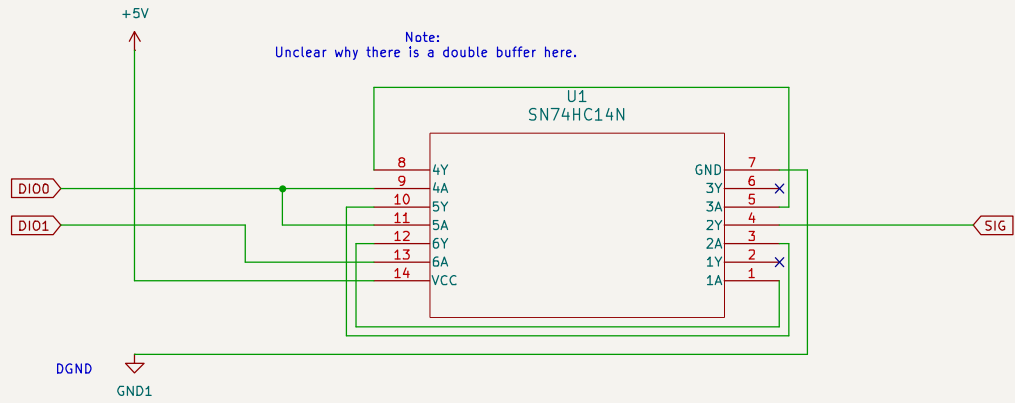 +5V
Note:
Unclear why there is a double buffer here.
U1
SN74HC14N
8 4Y GND 7
DIO0 9 4A 3Y 6
10 5Y 3A 5
DIO1 11 5A 2Y 4 SIG
12 6Y 2A 3
13 6A 1Y 2
14 VCC 1A 1
DGND
GND1